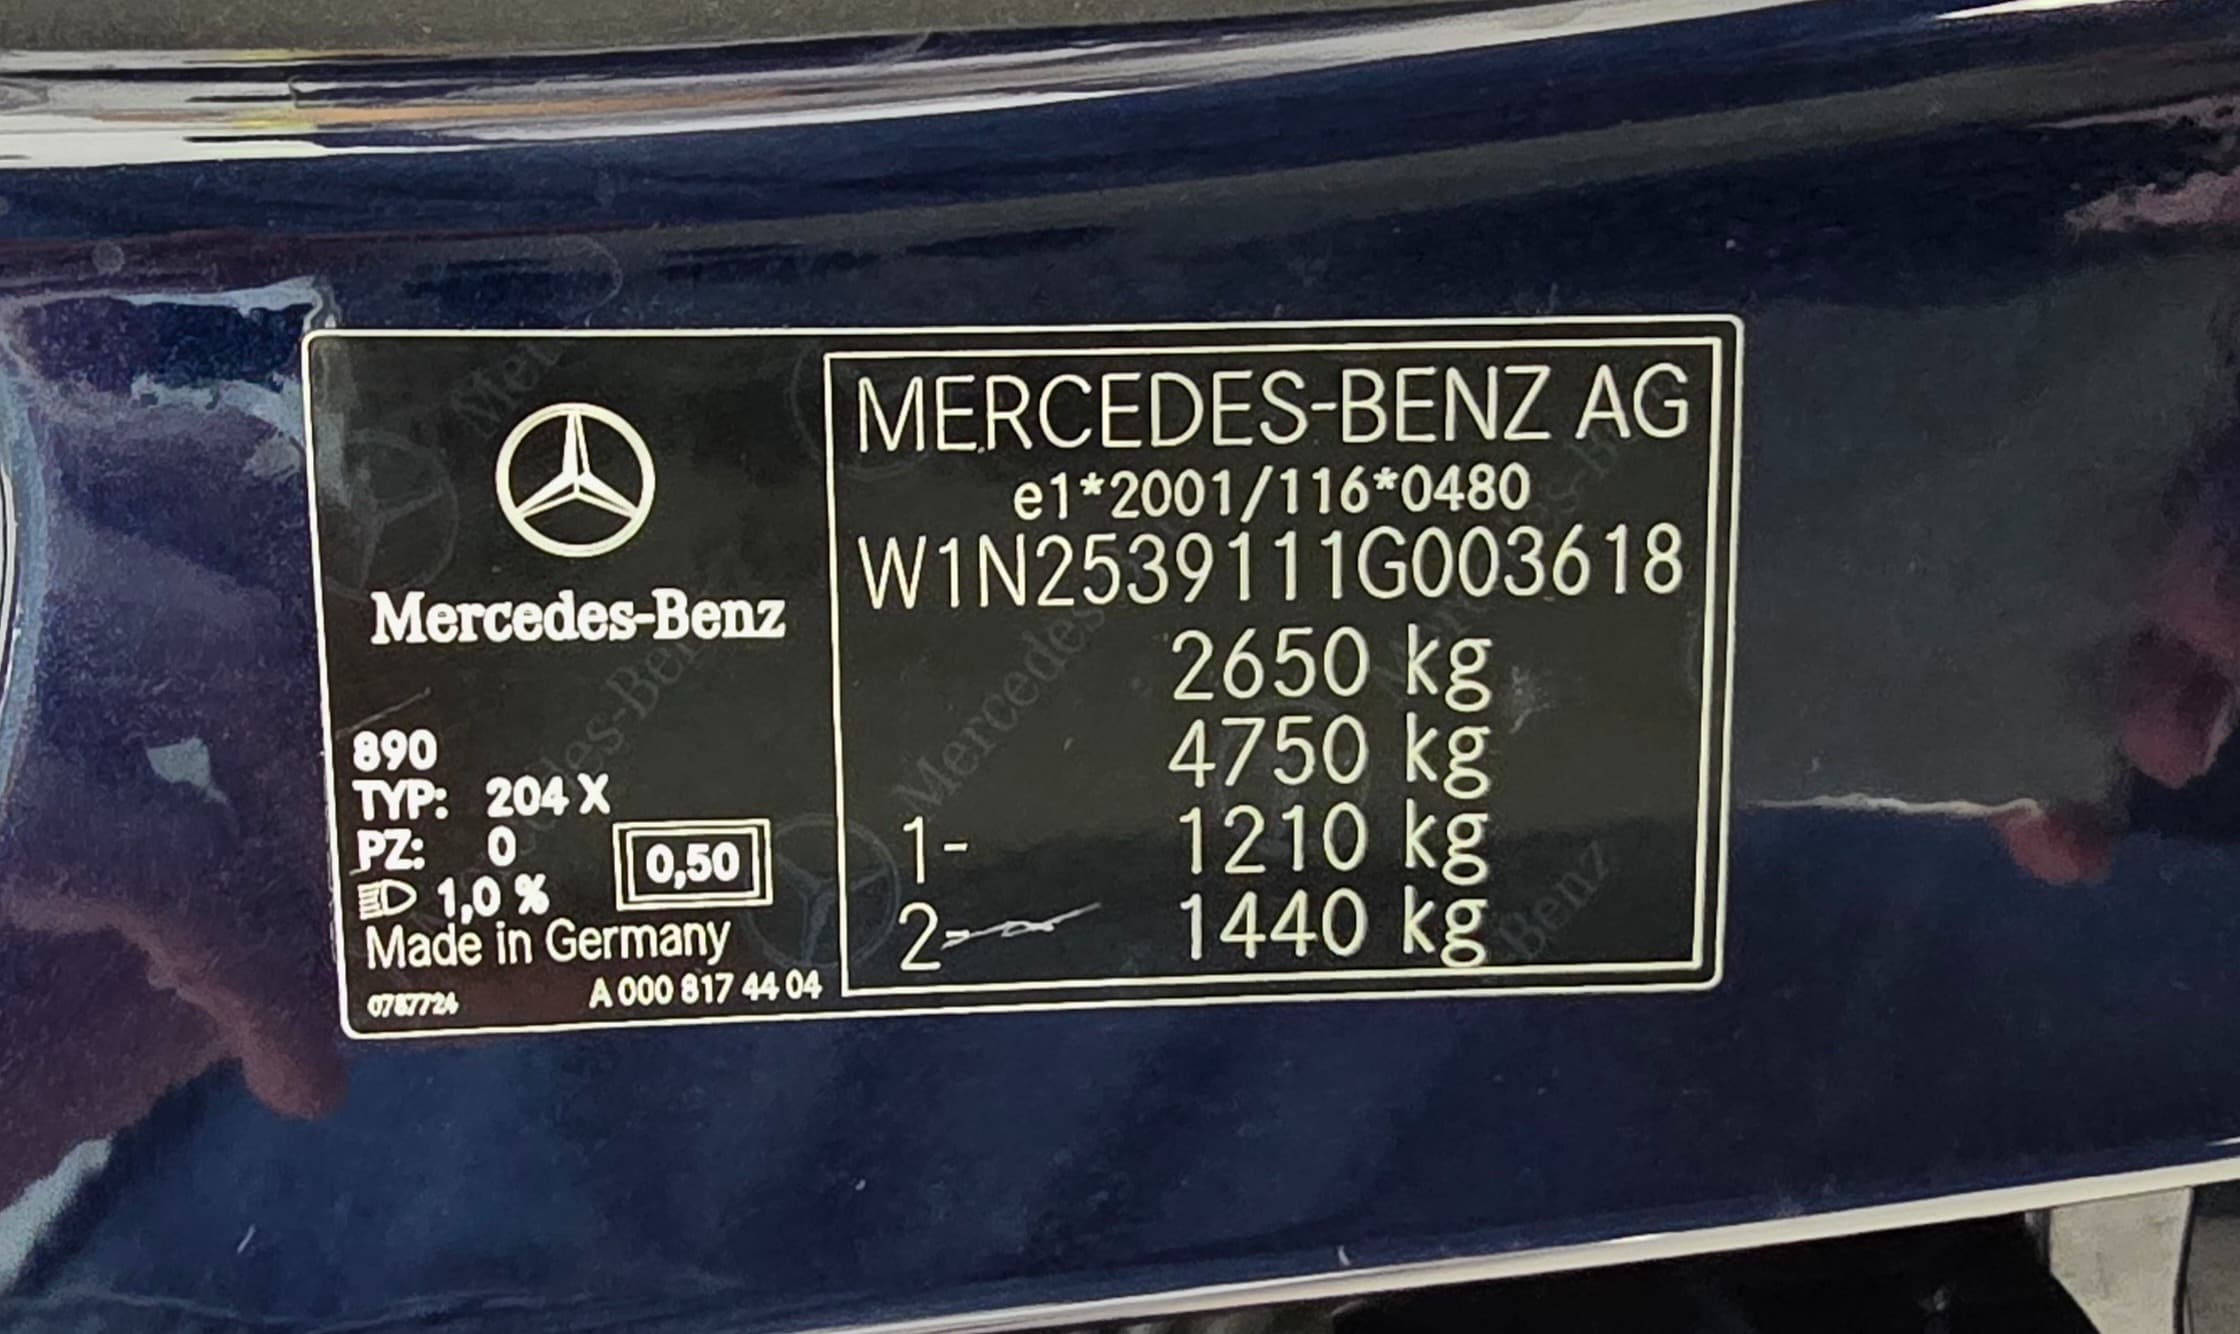 Mercedes-Benz
890
TYP: 204 X
PZ: 0
1,0 %
0,50
Made in Germany
0787724
A 000 817 44 04
MERCEDES-BENZ AG
e1*2001/116*0480
W1N2539111G003618
2650 kg
4750 kg
1- 1210 kg
2- 1440 kg